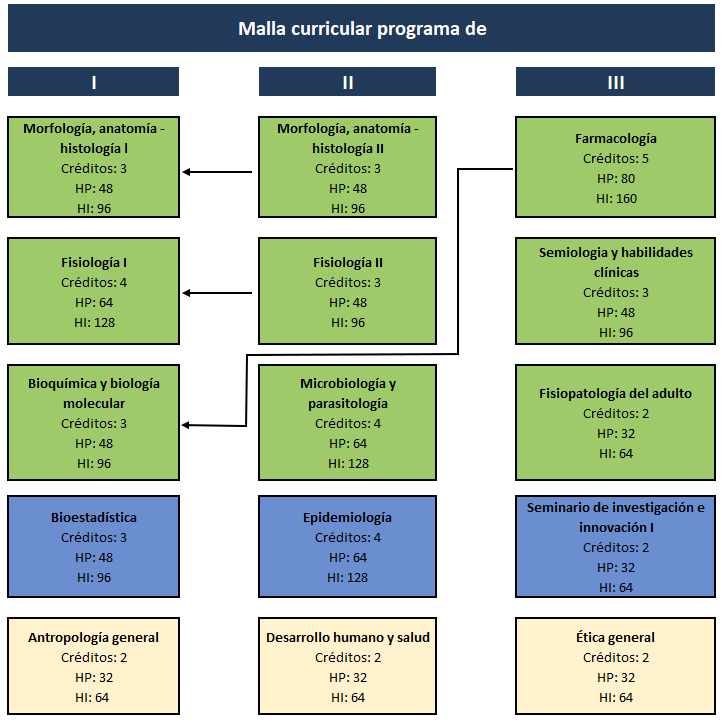 Malla curricular programa de
I
II
III
Morfología, anatomía -
histología I
Créditos: 3
HP: 48
HI: 96
Morfología, anatomía -
histología II
Créditos: 3
HP: 48
HI: 96
Farmacología
Créditos: 5
HP: 80
HI: 160
Fisiología I
Créditos: 4
HP: 64
HI: 128
Fisiología II
Créditos: 3
HP: 48
HI: 96
Semiologia y habilidades
clínicas
Créditos: 3
HP: 48
HI: 96
Bioquímica y biología
molecular
Créditos: 3
HP: 48
HI: 96
Microbiología y
parasitología
Créditos: 4
HP: 64
HI: 128
Fisiopatología del adulto
Créditos: 2
HP: 32
HI: 64
Bioestadística
Créditos: 3
HP: 48
HI: 96
Epidemiología
Créditos: 4
HP: 64
HI: 128
Seminario de investigación e
innovación I
Créditos: 2
HP: 32
HI: 64
Antropología general
Créditos: 2
HP: 32
HI: 64
Desarrollo humano y salud
Créditos: 2
HP: 32
HI: 64
Ética general
Créditos: 2
HP: 32
HI: 64